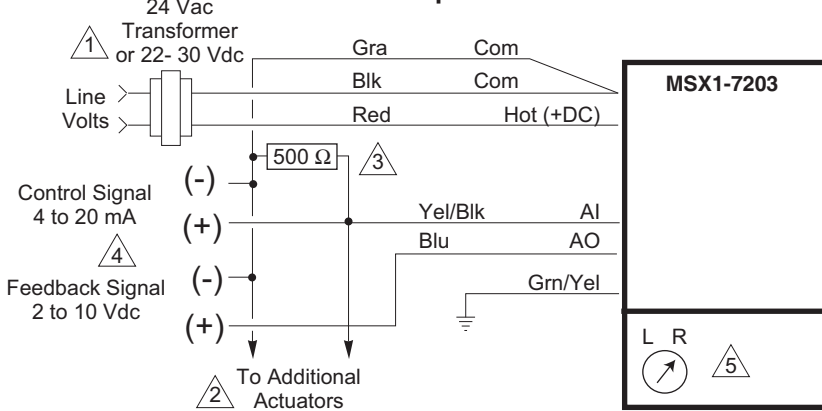 24 Vac
Transformer
or 22- 30 Vdc
1
Line
Volts
Gra Com
Blk Com
Red Hot (+DC)
MSX1-7203
500 Ω
3
Control Signal
4 to 20 mA
(-)
(+)
Yel/Blk AI
Blu AO
4
Feedback Signal
2 to 10 Vdc
(-)
(+)
Grn/Yel
L R
5
2
To Additional
Actuators